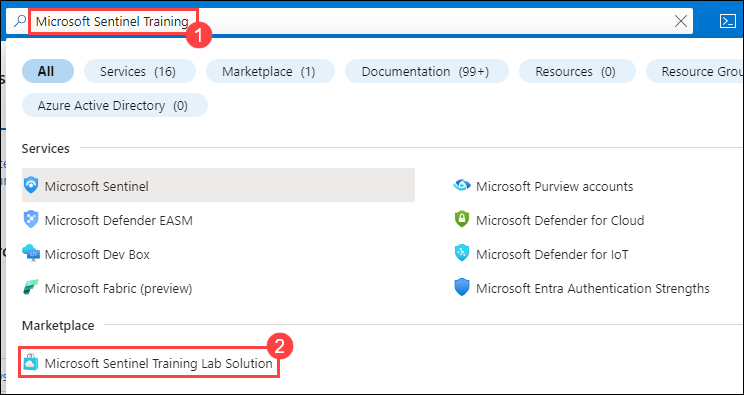 Microsoft Sentinel Training
1
All
Services (16)
Marketplace (1)
Documentation (99+)
Resources (0)
Resource Grou
Azure Active Directory (0)
Services
Microsoft Sentinel
Microsoft Purview accounts
Microsoft Defender EASM
Microsoft Defender for Cloud
Microsoft Dev Box
Microsoft Defender for IoT
Microsoft Fabric (preview)
Microsoft Entra Authentication Strengths
Marketplace
2
Microsoft Sentinel Training Lab Solution